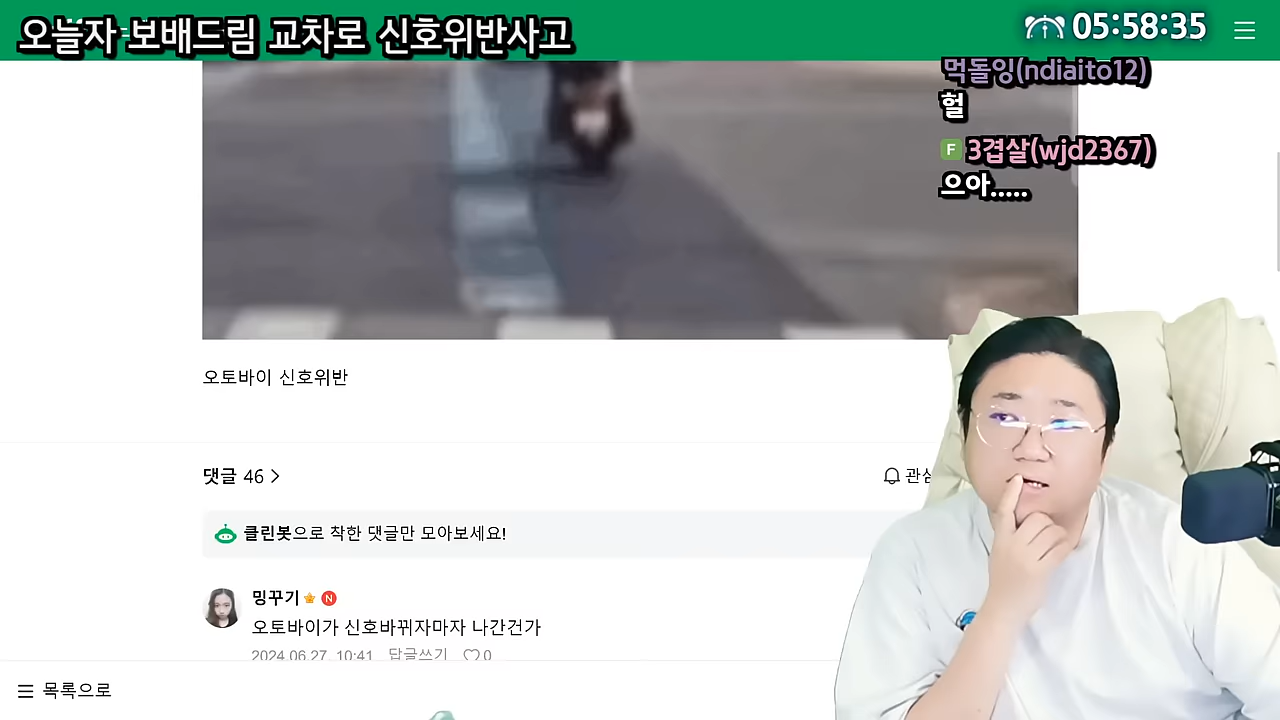 오늘자 보배드림 교차로 신호위반사고
05:58:35
먹돌잉(ndiaito12)
헐
F 3겹살(wjd2367)
으아.....
오토바이 신호위반
댓글 46
관심
클린봇으로 착한 댓글만 모아보세요!
밍꾸기 N
오토바이가 신호바뀌자마자 나간건가
2024.06.27. 10:41 답글쓰기 0
목록으로